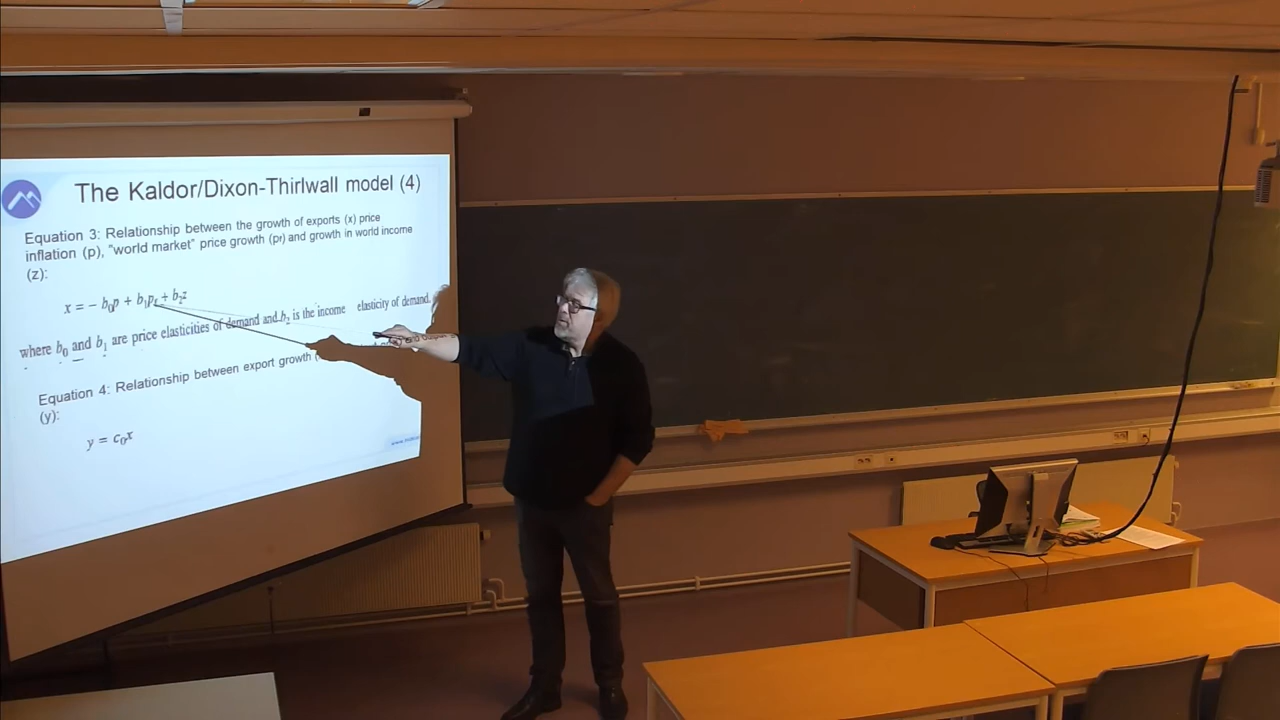 The Kaldor/Dixon-Thirlwall model (4)
Equation 3: Relationship between the growth of exports (x) price
inflation (p), "world market" price growth (pf) and growth in world income
(z):
x = − b₀p + b₁p_f + b₂z
where b₀ and b₁ are price elasticities of demand and b₂ is the income elasticity of demand.
Equation 4: Relationship between export growth
(y):
y = c₀x